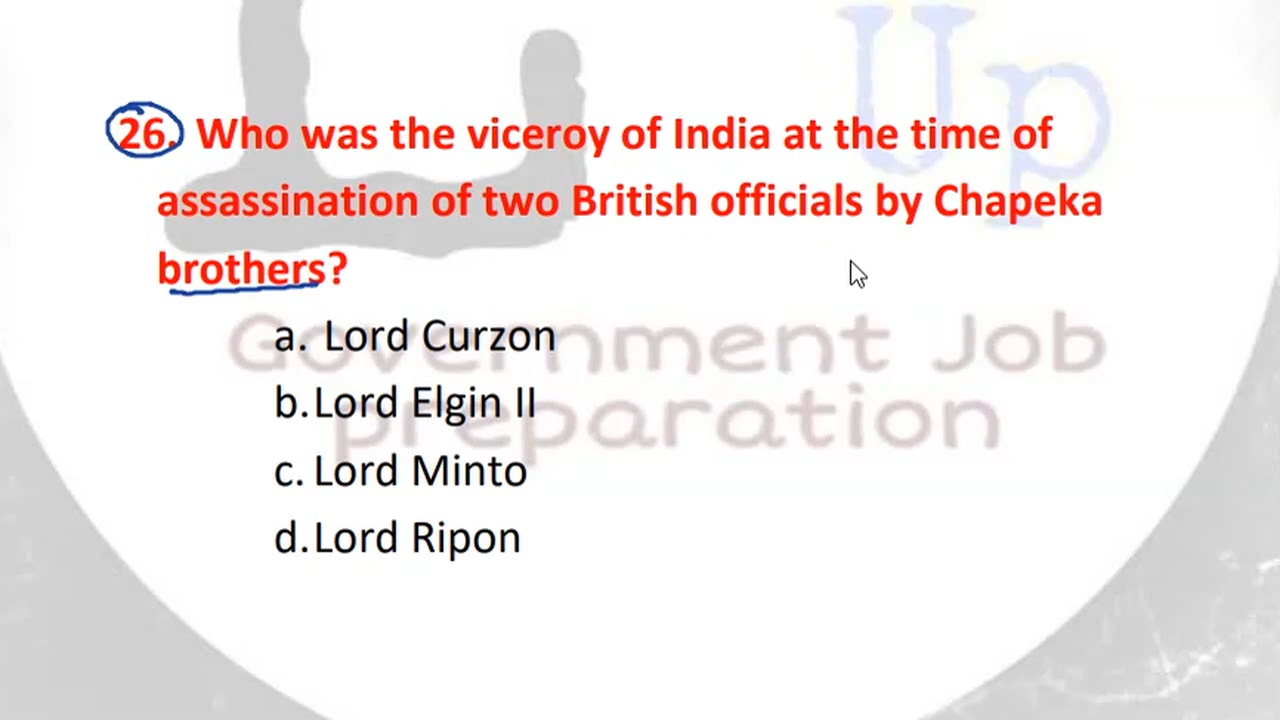 Up
26. Who was the viceroy of India at the time of
assassination of two British officials by Chapeka
brothers?
a. Lord Curzon
b. Lord Elgin II
c. Lord Minto
d. Lord Ripon
Government Job
preparation